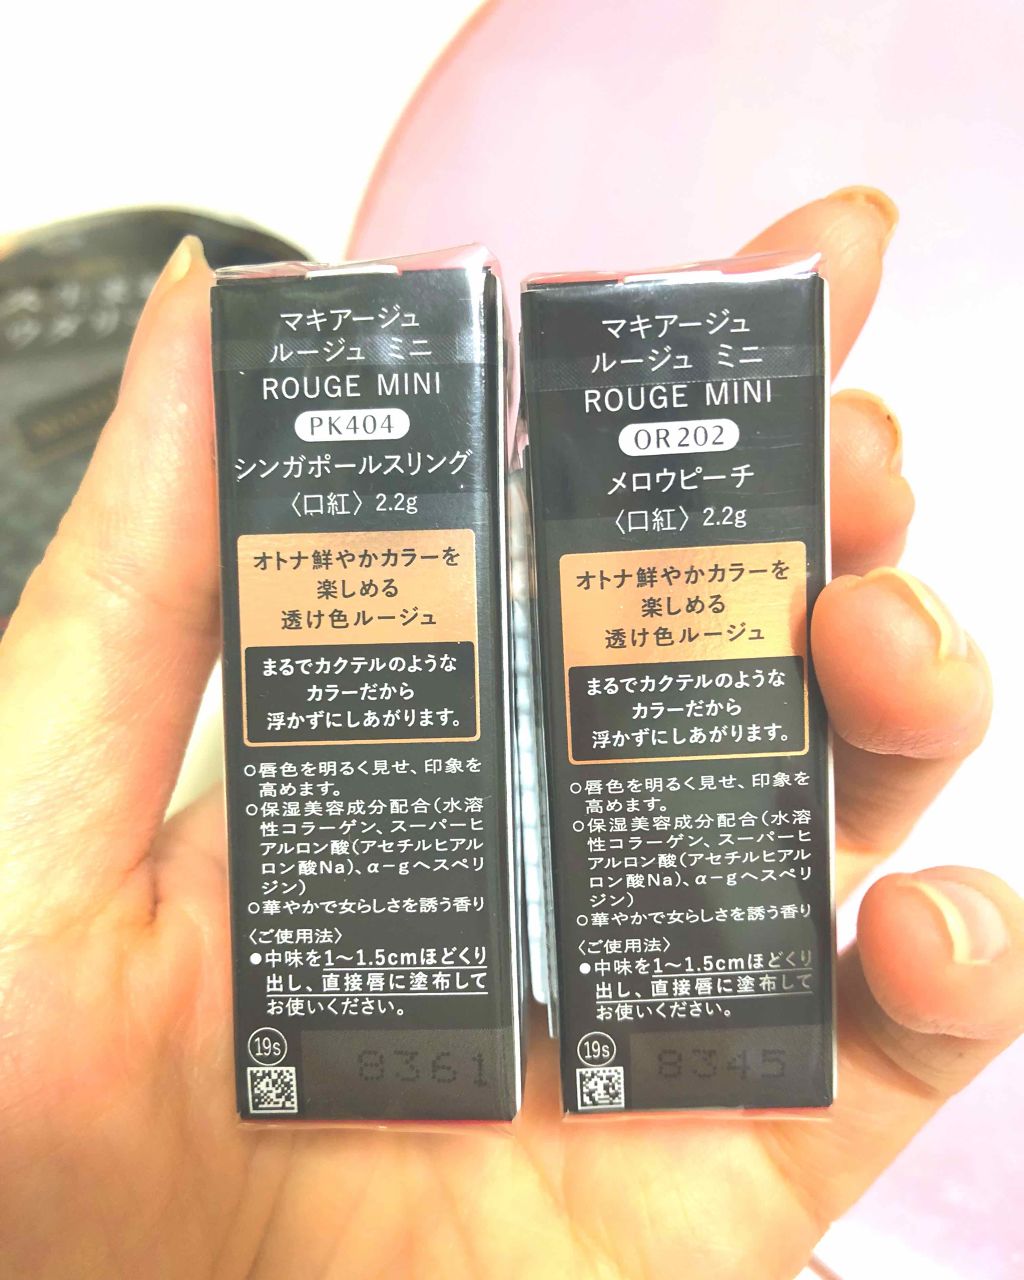 マキアージュ
ルージュ ミニ
ROUGE MINI
PK404
シンガポールスリング
〈口紅〉2.2g
オトナ鮮やかカラーを
楽しめる
透け色ルージュ
まるでカクテルのような
カラーだから
浮かずにしあがります。
○唇色を明るく見せ、印象を
高めます。
○保湿美容成分配合(水溶
性コラーゲン、スーパーヒ
アルロン酸(アセチルヒアル
ロン酸Na)、α-gヘスペリ
ジン)
○華やかで女らしさを誘う香り
〈ご使用法〉
●中味を1〜1.5cmほどくり
出し、直接唇に塗布して
お使いください。
19s
8361
マキアージュ
ルージュ ミニ
ROUGE MINI
OR202
メロウピーチ
〈口紅〉2.2g
オトナ鮮やかカラーを
楽しめる
透け色ルージュ
まるでカクテルのような
カラーだから
浮かずにしあがります。
○唇色を明るく見せ、印象を
高めます。
○保湿美容成分配合(水溶
性コラーゲン、スーパーヒ
アルロン酸(アセチルヒアル
ロン酸Na)、α-gヘスペリ
ジン)
○華やかで女らしさを誘う香り
〈ご使用法〉
●中味を1〜1.5cmほどくり
出し、直接唇に塗布して
お使いください。
19s
8345